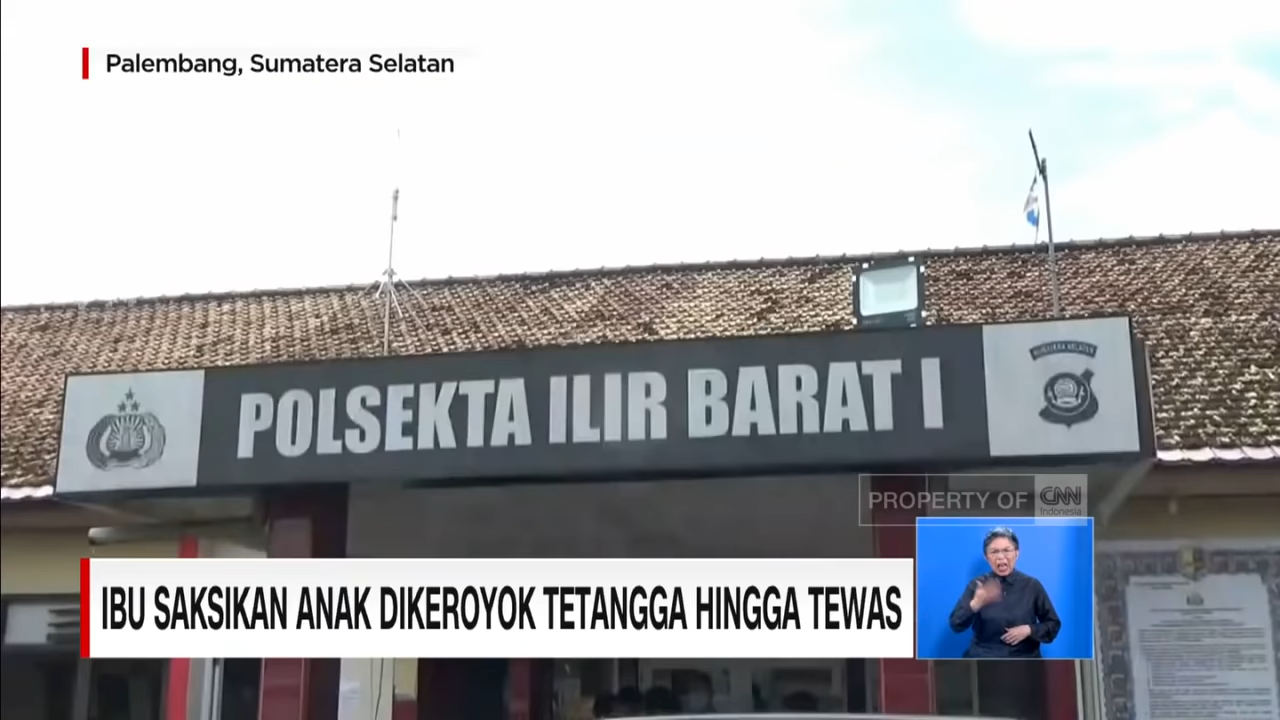 Palembang, Sumatera Selatan
SUMATERA SELATAN
POLSEKTA ILIR BARAT I
PROPERTY OF CNN Indonesia
IBU SAKSIKAN ANAK DIKEROYOK TETANGGA HINGGA TEWAS